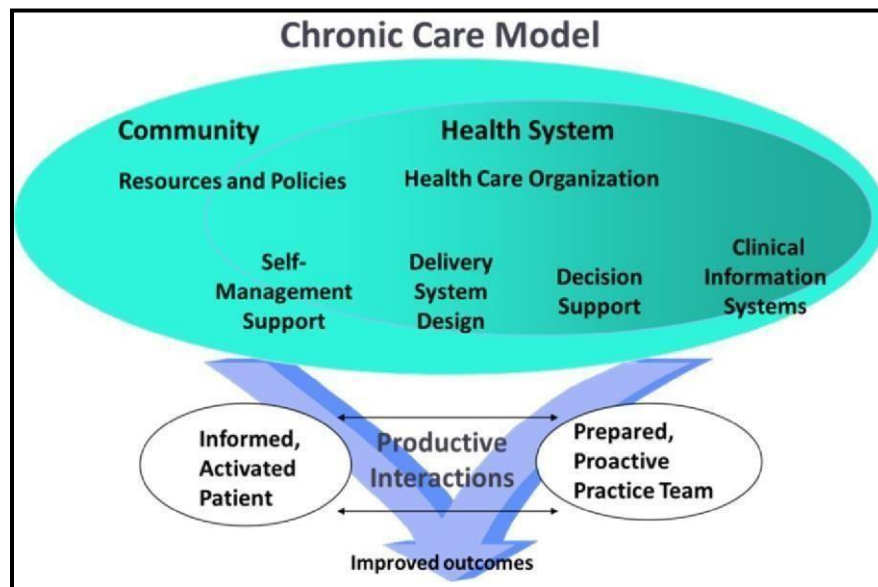 Chronic Care Model
Community
Health System
Resources and Policies
Health Care Organization
Self-
Management
Support
Delivery
System
Design
Decision
Support
Clinical
Information
Systems
Informed,
Activated
Patient
Productive
Interactions
Prepared,
Proactive
Practice Team
Improved outcomes